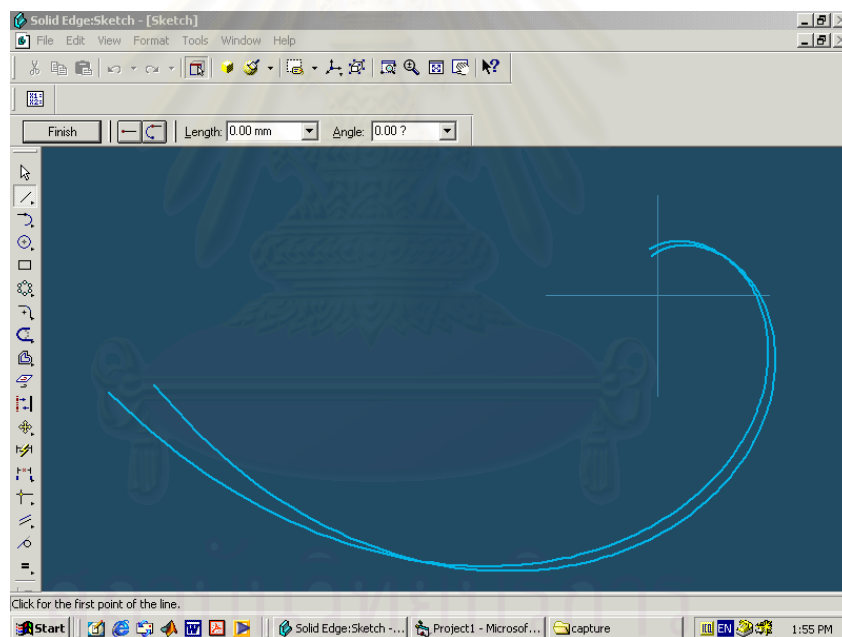 Solid Edge:Sketch - [Sketch]
File Edit View Format Tools Window Help
Finish Length: 0.00 mm Angle: 0.00 ?
Click for the first point of the line.
Start Solid Edge:Sketch -... Project1 - Microsof... capture EN 1:55 PM